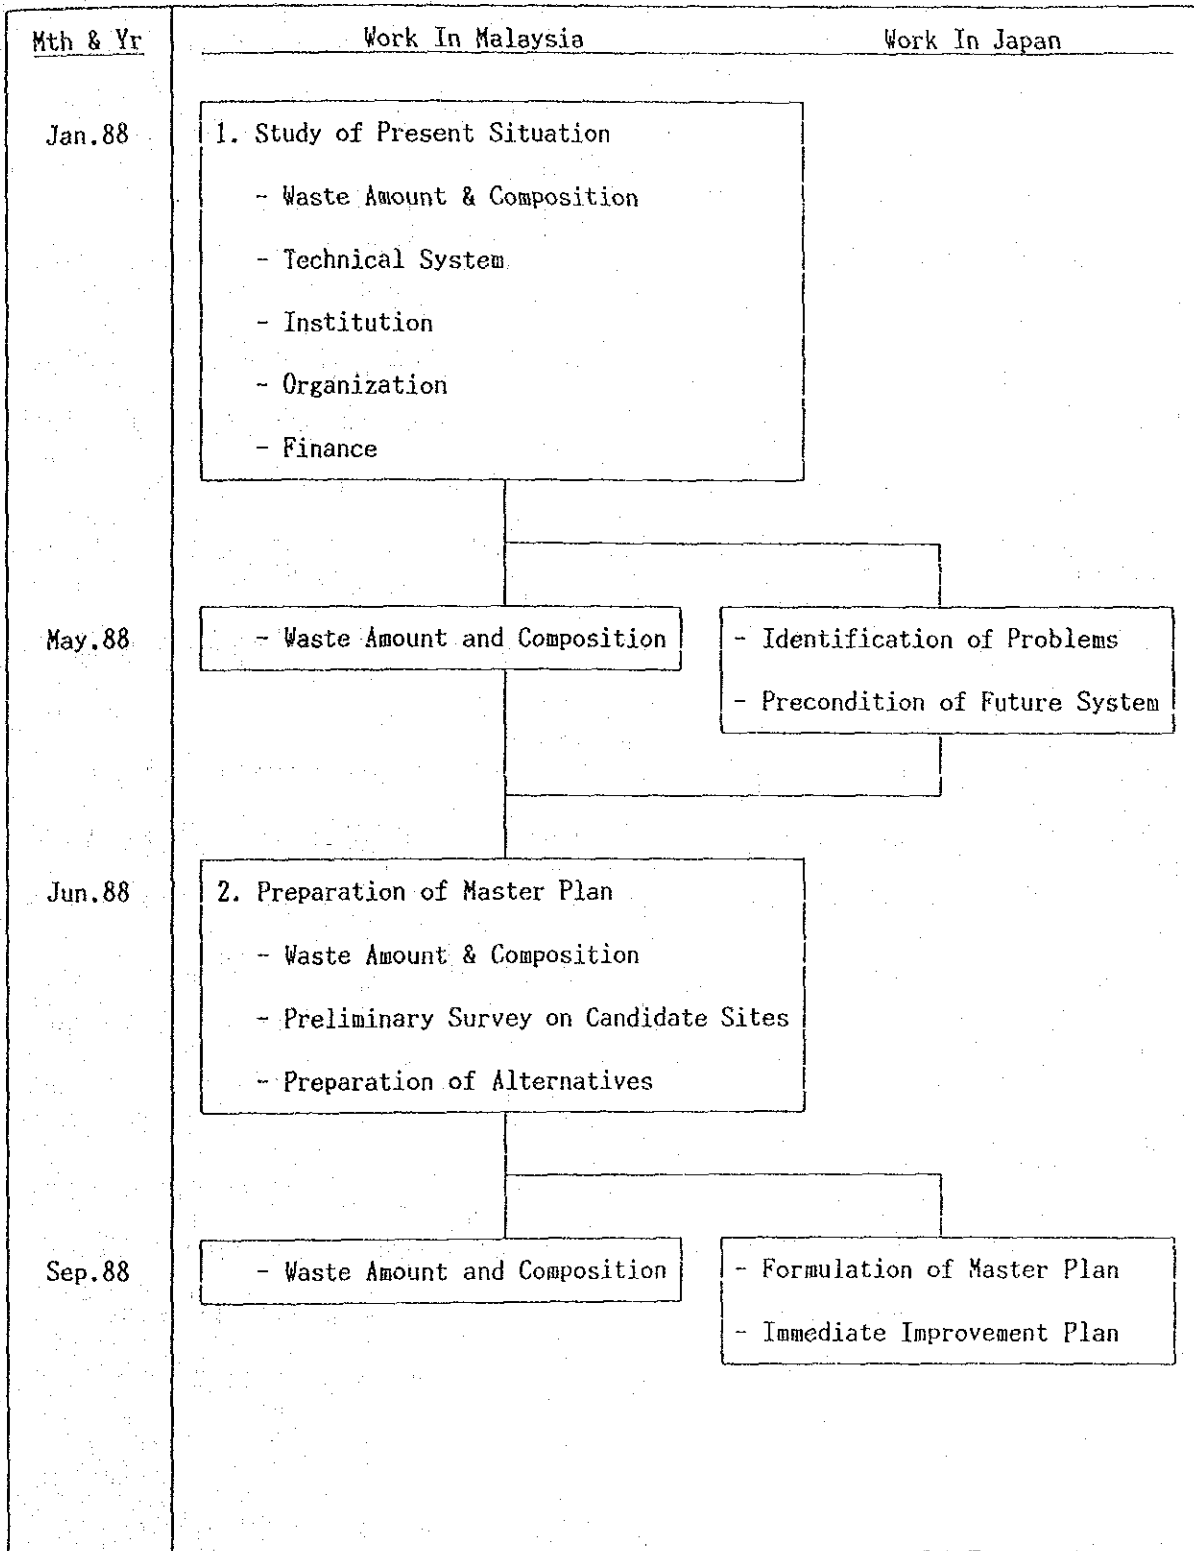 Mth & Yr Work In Malaysia Work In Japan
Jan.88 1. Study of Present Situation
- Waste Amount & Composition
- Technical System
- Institution
- Organization
- Finance
May.88 - Waste Amount and Composition - Identification of Problems
- Precondition of Future System
Jun.88 2. Preparation of Master Plan
- Waste Amount & Composition
- Preliminary Survey on Candidate Sites
- Preparation of Alternatives
Sep.88 - Waste Amount and Composition - Formulation of Master Plan
- Immediate Improvement Plan